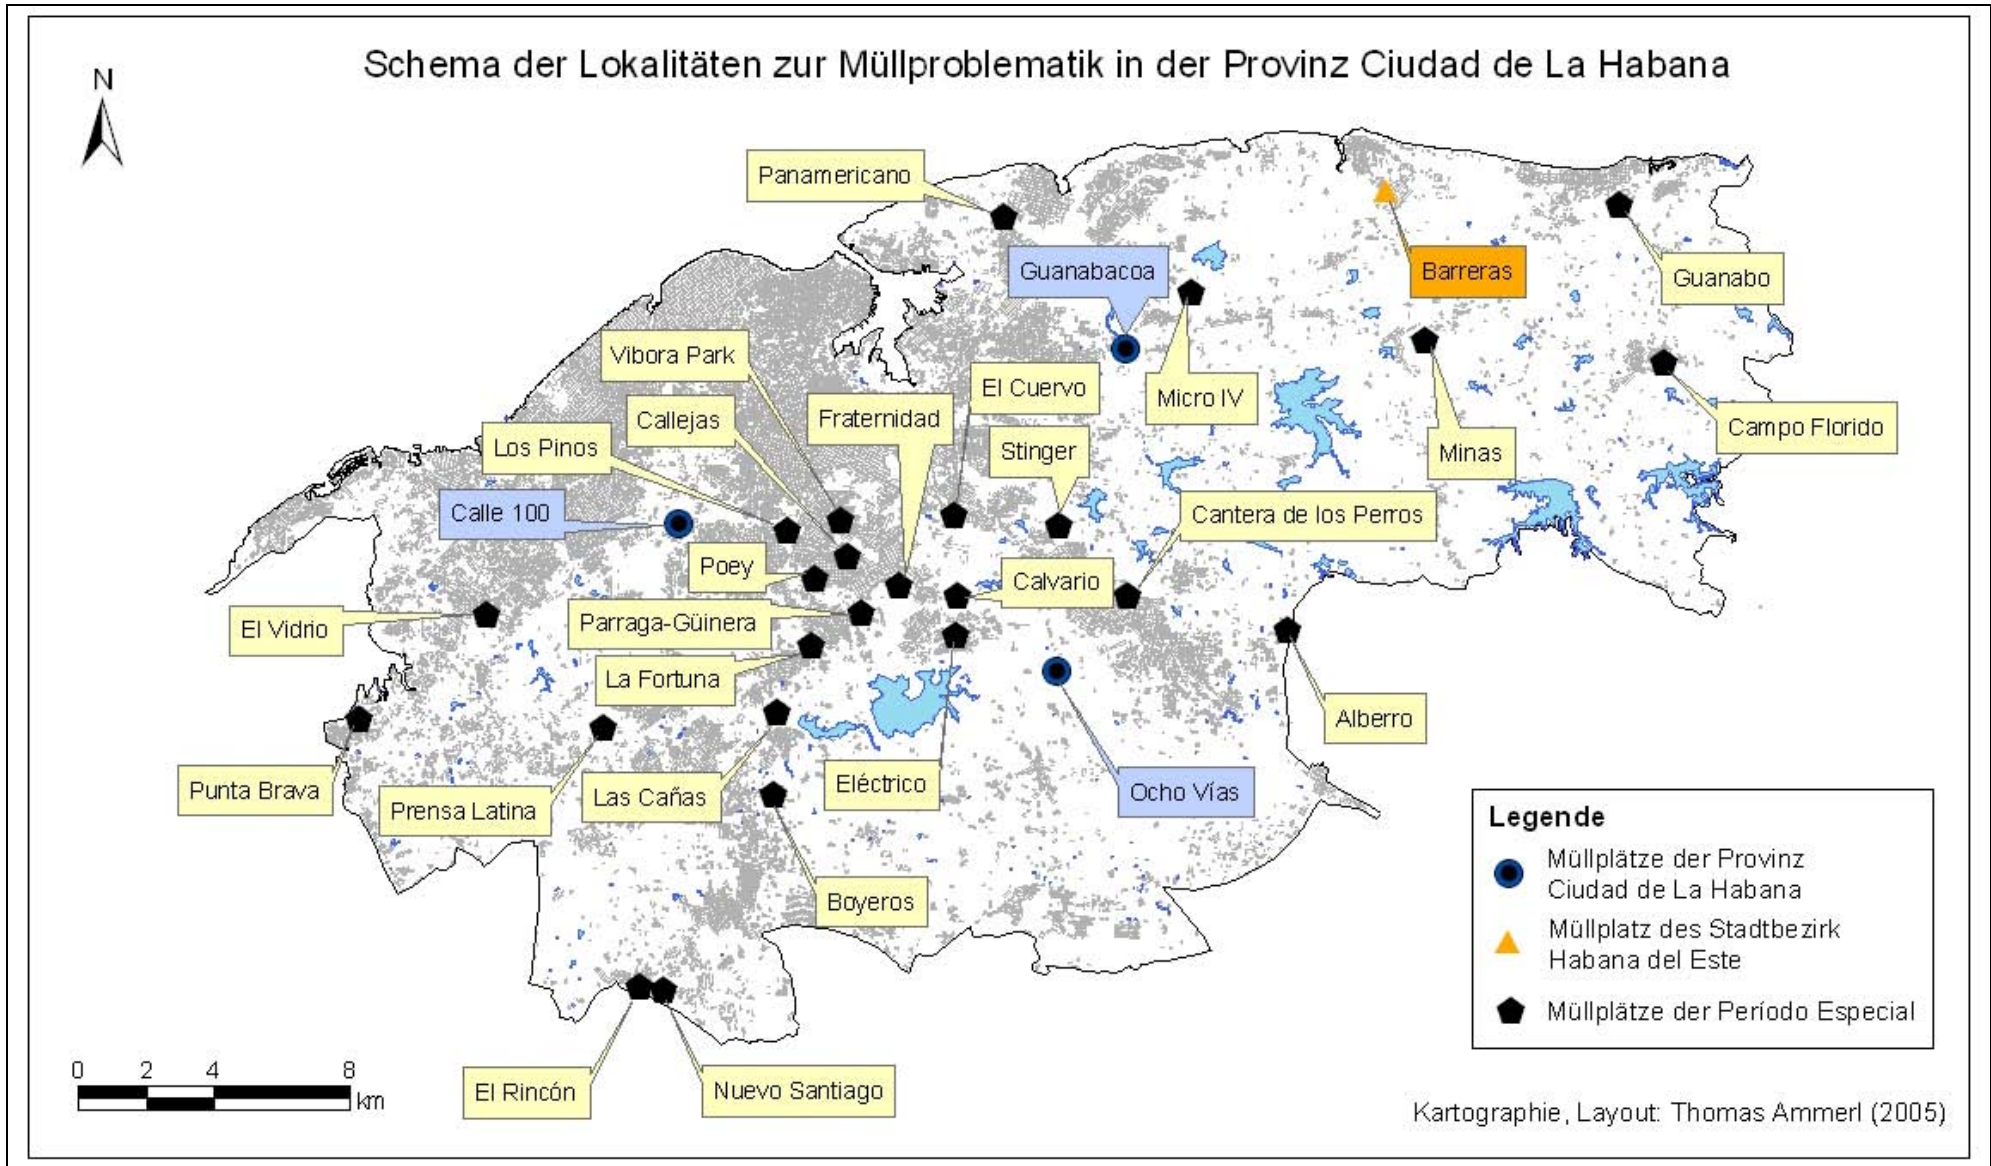 Schema der Lokalitäten zur Müllproblematik in der Provinz Ciudad de La Habana
N
Panamericano
Guanabacoa
Barreras
Guanabo
Vibora Park
El Cuervo
Micro IV
Callejas
Fraternidad
Campo Florido
Los Pinos
Stinger
Minas
Calle 100
Cantera de los Perros
Poey
Calvario
El Vidrio
Parraga-Güinera
La Fortuna
Alberro
Punta Brava
Prensa Latina
Las Cañas
Eléctrico
Ocho Vías
Boyeros
El Rincón
Nuevo Santiago
Legende
Müllplätze der Provinz
Ciudad de La Habana
Müllplatz des Stadtbezirk
Habana del Este
Müllplätze der Período Especial
0 2 4 8
km
Kartographie, Layout: Thomas Ammerl (2005)